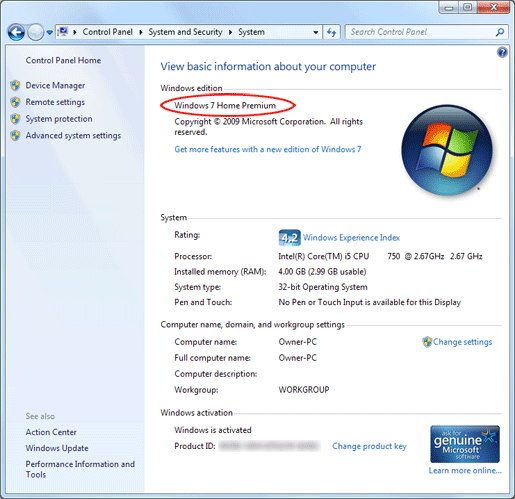 Control Panel ▸ System and Security ▸ System
Search Control Panel
Control Panel Home
Device Manager
Remote settings
System protection
Advanced system settings
See also
Action Center
Windows Update
Performance Information and
Tools
View basic information about your computer
Windows edition
Windows 7 Home Premium
Copyright © 2009 Microsoft Corporation. All rights
reserved.
Get more features with a new edition of Windows 7
System
Rating: 4.2 Windows Experience Index
Processor: Intel(R) Core(TM) i5 CPU 750 @ 2.67GHz 2.67 GHz
Installed memory (RAM): 4.00 GB (2.99 GB usable)
System type: 32-bit Operating System
Pen and Touch: No Pen or Touch Input is available for this Display
Computer name, domain, and workgroup settings
Computer name: Owner-PC Change settings
Full computer name: Owner-PC
Computer description:
Workgroup: WORKGROUP
Windows activation
Windows is activated
Product ID: Change product key
ask for
genuine
Microsoft
software
Learn more online...